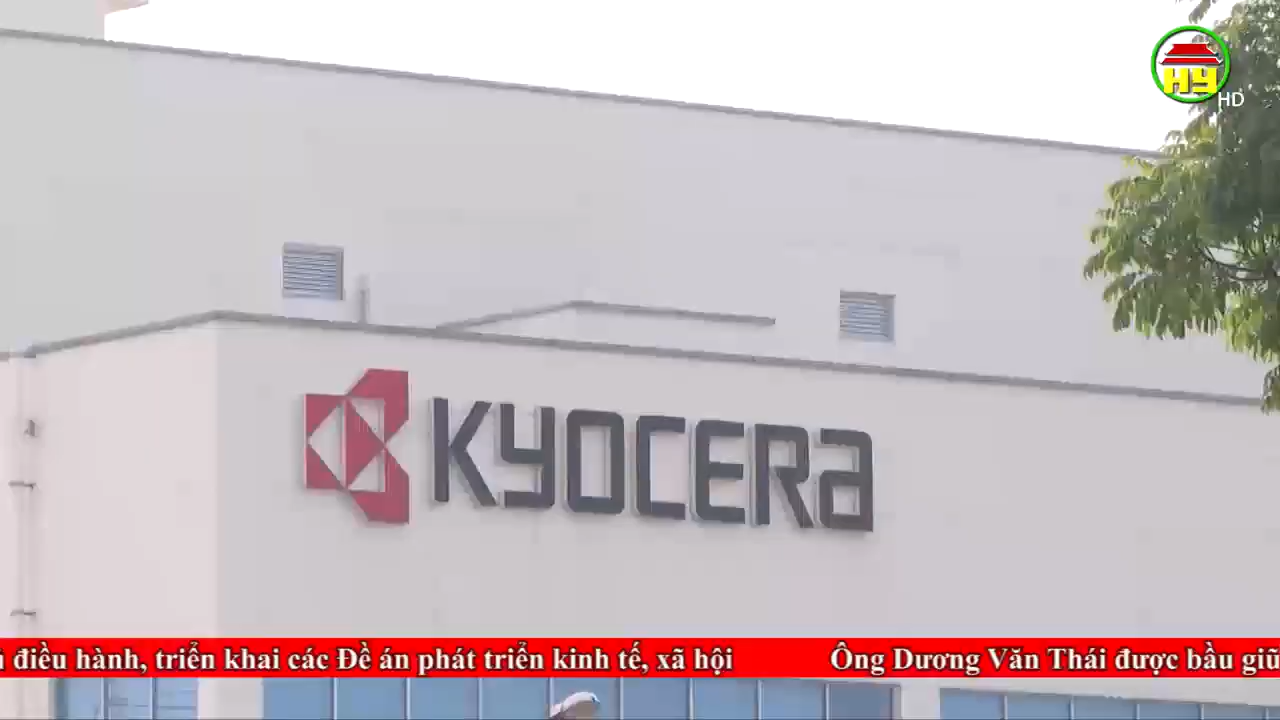 HY
HD
KYOCERA
điều hành, triển khai các Đề án phát triển kinh tế, xã hội
Ông Dương Văn Thái được bầu giữ